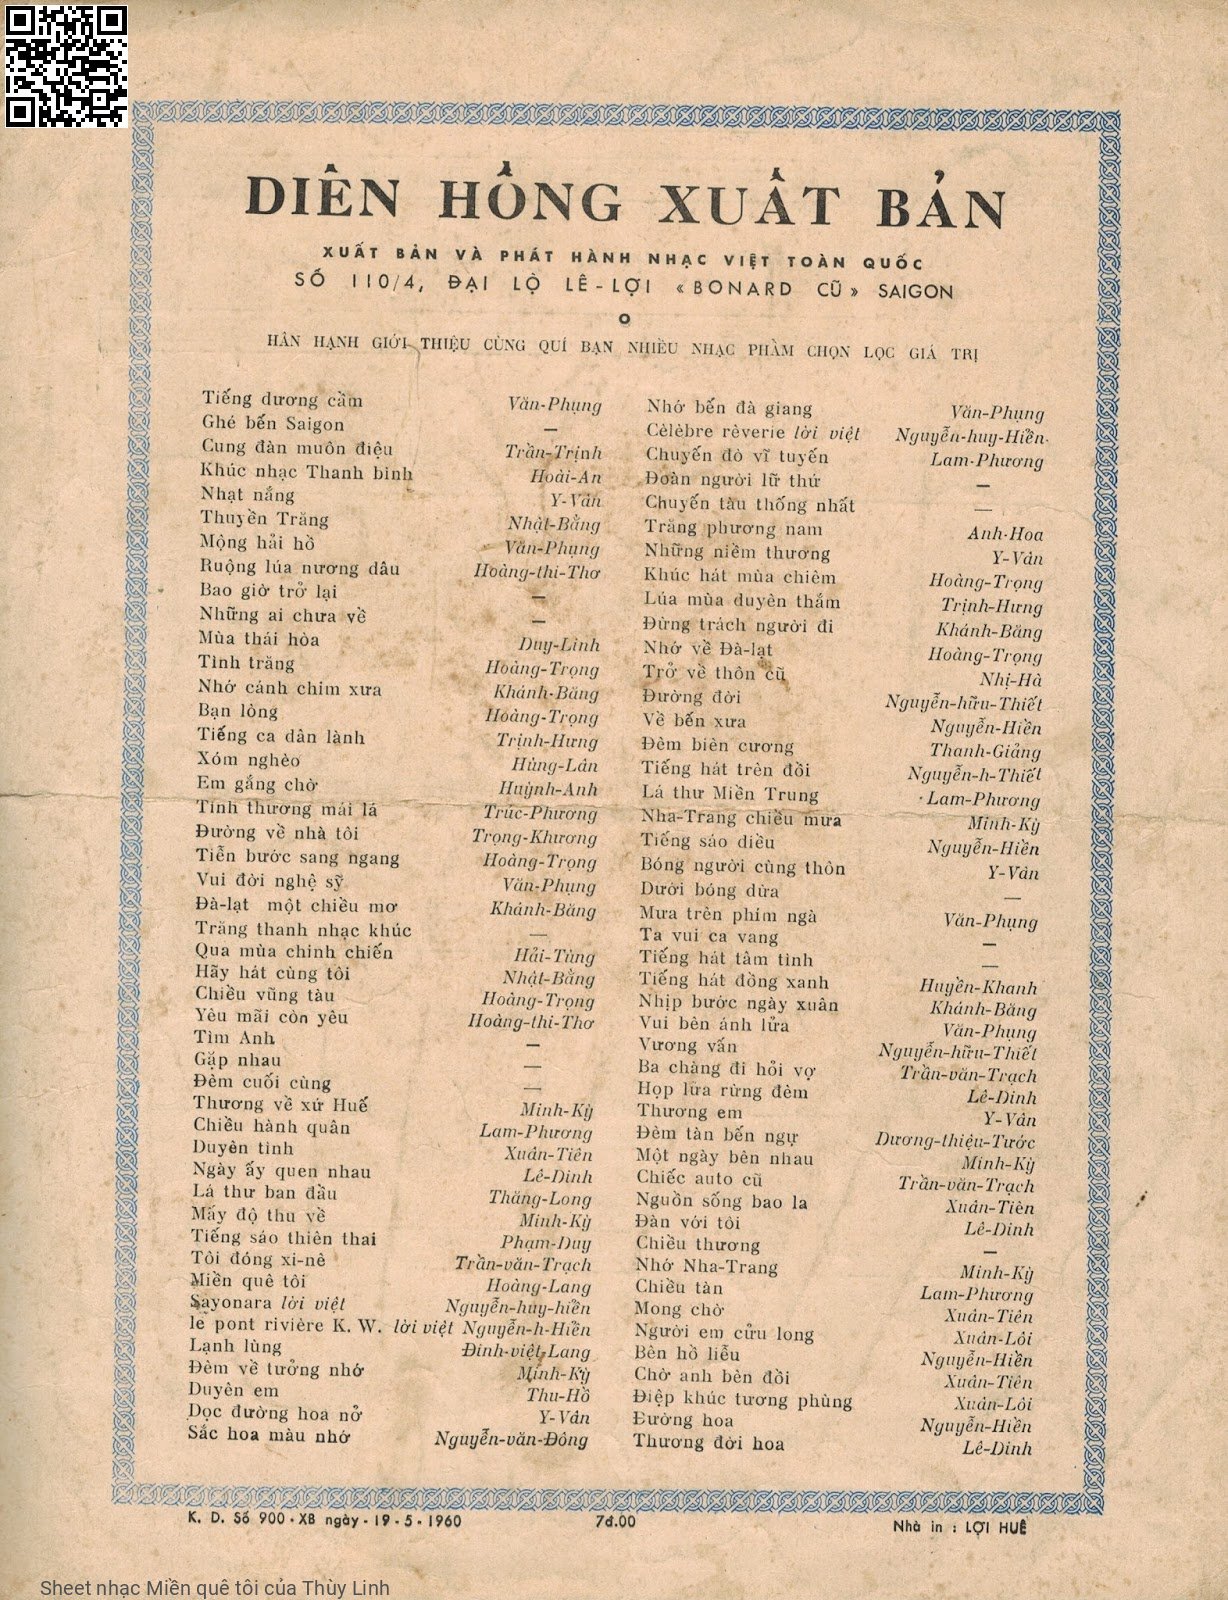 DIÊN HỒNG XUẤT BẢN
XUẤT BẢN VÀ PHÁT HÀNH NHẠC VIỆT TOÀN QUỐC
SỐ 110/4, ĐẠI LỘ LÊ-LỢI «BONARD CŨ» SAIGON
HÂN HẠNH GIỚI THIỆU CÙNG QUÍ BẠN NHIỀU NHẠC PHẨM CHỌN LỌC GIÁ TRỊ
Tiếng dương cầm Văn-Phụng
Ghé bến Saigon —
Cung đàn muôn điệu Trần-Trịnh
Khúc nhạc Thanh bình Hoài-An
Nhạt nắng Y-Vân
Thuyền Trăng Nhật-Bằng
Mộng hải hồ Văn-Phụng
Ruộng lúa nương dâu Hoàng-thi-Thơ
Bao giờ trở lại —
Những ai chưa về —
Mùa thái hòa Duy-Linh
Tình trăng Hoàng-Trọng
Nhớ cánh chim xưa Khánh-Băng
Bạn lòng Hoàng-Trọng
Tiếng ca dân lành Trịnh-Hưng
Xóm nghèo Hùng-Lân
Em gắng chờ Huỳnh-Anh
Tình thương mái lá Trúc-Phương
Đường về nhà tôi Trọng-Khương
Tiễn bước sang ngang Hoàng-Trọng
Vui đời nghệ sỹ Văn-Phụng
Đà-lạt một chiều mơ Khánh-Băng
Trăng thanh nhạc khúc —
Qua mùa chinh chiến Hải-Tùng
Hãy hát cùng tôi Nhật-Bằng
Chiều vũng tàu Hoàng-Trọng
Yêu mãi còn yêu Hoàng-thi-Thơ
Tìm Anh —
Gặp nhau —
Đêm cuối cùng —
Thương về xứ Huế Minh-Kỳ
Chiều hành quân Lam-Phương
Duyên tình Xuân-Tiên
Ngày ấy quen nhau Lê-Dinh
Lá thư ban đầu Thăng-Long
Mấy độ thu về Minh-Kỳ
Tiếng sáo thiên thai Phạm-Duy
Tôi đóng xi-nê Trần-văn-Trạch
Miền quê tôi Hoàng-Lang
Sayonara lời việt Nguyễn-huy-hiền
le pont rivière K. W. lời việt Nguyễn-h-Hiền
Lạnh lùng Đinh-việt-Lang
Đêm về tưởng nhớ Minh-Kỳ
Duyên em Thu-Hồ
Dọc đường hoa nở Y-Vân
Sắc hoa màu nhớ Nguyễn-văn-Đông
Nhớ bến đà giang Văn-Phụng
Célèbre rêverie lời việt Nguyễn-huy-Hiền
Chuyến đò vĩ tuyến Lam-Phương
Đoàn người lữ thứ —
Chuyến tàu thống nhất —
Trăng phương nam Anh-Hoa
Những niềm thương Y-Vân
Khúc hát mùa chiêm Hoàng-Trọng
Lúa mùa duyên thắm Trịnh-Hưng
Đừng trách người đi Khánh-Băng
Nhớ về Đà-lạt Hoàng-Trọng
Trở về thôn cũ Nhị-Hà
Đường đời Nguyễn-hữu-Thiết
Về bến xưa Nguyễn-Hiền
Đêm biên cương Thanh-Giảng
Tiếng hát trên đồi Nguyễn-h-Thiết
Lá thư Miền Trung Lam-Phương
Nha-Trang chiều mưa Minh-Kỳ
Tiếng sáo diều Nguyễn-Hiền
Bóng người cùng thôn Y-Vân
Dưới bóng dừa —
Mưa trên phím ngà Văn-Phụng
Ta vui ca vang —
Tiếng hát tâm tình —
Tiếng hát đồng xanh Huyền-Khanh
Nhịp bước ngày xuân Khánh-Băng
Vui bên ánh lửa Văn-Phụng
Vương vấn Nguyễn-hữu-Thiết
Ba chàng đi hỏi vợ Trần-văn-Trạch
Họp lửa rừng đêm Lê-Dinh
Thương em Y-Vân
Đêm tàn bến ngự Dương-thiệu-Tước
Một ngày bên nhau Minh-Kỳ
Chiếc auto cũ Trần-văn-Trạch
Nguồn sống bao la Xuân-Tiên
Đàn với tôi Lê-Dinh
Chiều thương —
Nhớ Nha-Trang Minh-Kỳ
Chiều tàn Lam-Phương
Mong chờ Xuân-Tiên
Người em cửu long Xuân-Lôi
Bên hồ liễu Nguyễn-Hiền
Chờ anh bên đồi Xuân-Tiên
Điệp khúc tương phùng Xuân-Lôi
Đường hoa Nguyễn-Hiền
Thương đời hoa Lê-Dinh
K. D. Số 900 - XB ngày - 19 - 5 - 1960 7đ.00 Nhà in : LỢI HUÊ
Sheet nhạc Miền quê tôi của Thùy Linh